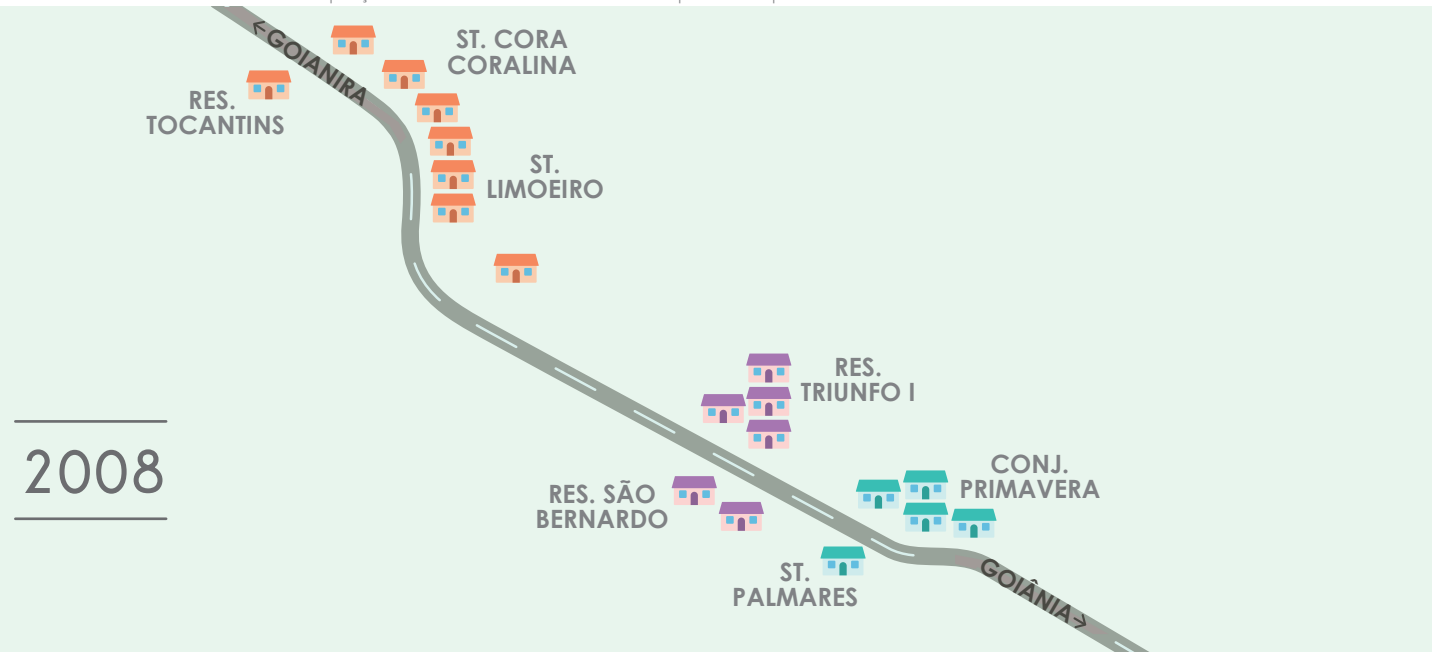 ← GOIANIRA
ST. CORA
CORALINA
RES.
TOCANTINS
ST.
LIMOEIRO
RES.
TRIUNFO I
2008
CONJ.
PRIMAVERA
RES. SÃO
BERNARDO
ST.
PALMARES
GOIÂNIA →